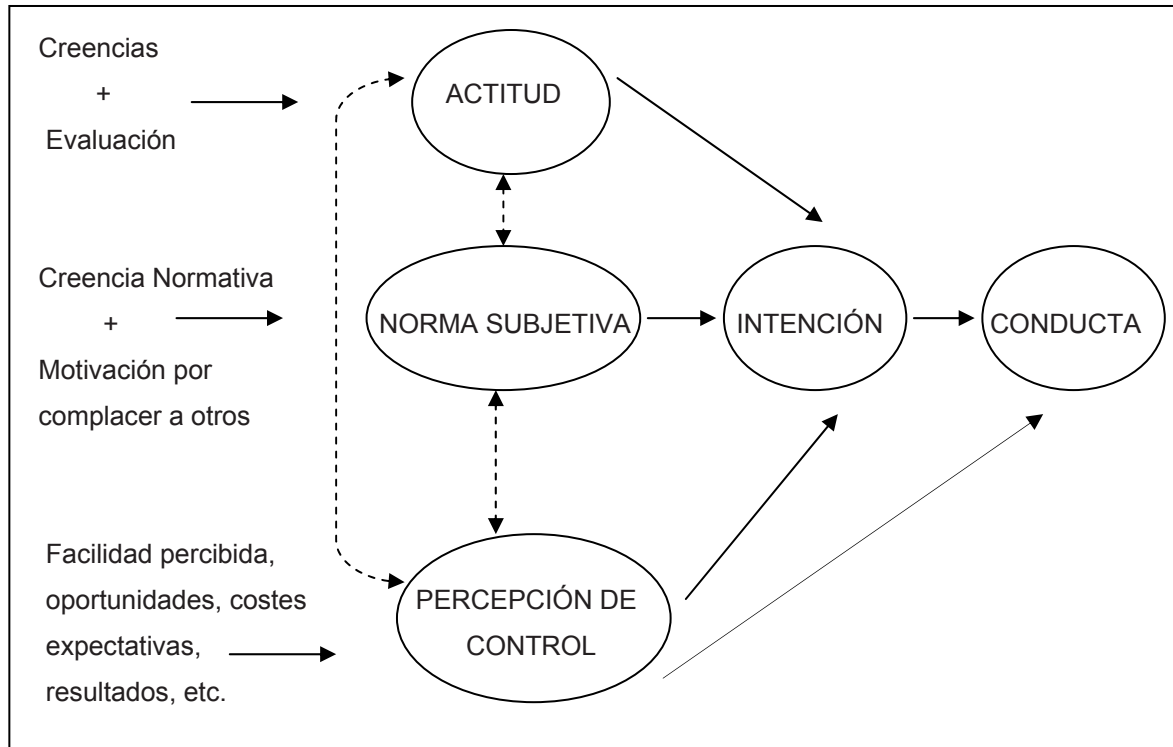 Creencias
+
Evaluación
ACTITUD
Creencia Normativa
+
Motivación por
complacer a otros
NORMA SUBJETIVA
INTENCIÓN
CONDUCTA
Facilidad percibida,
oportunidades, costes
expectativas,
resultados, etc.
PERCEPCIÓN DE
CONTROL